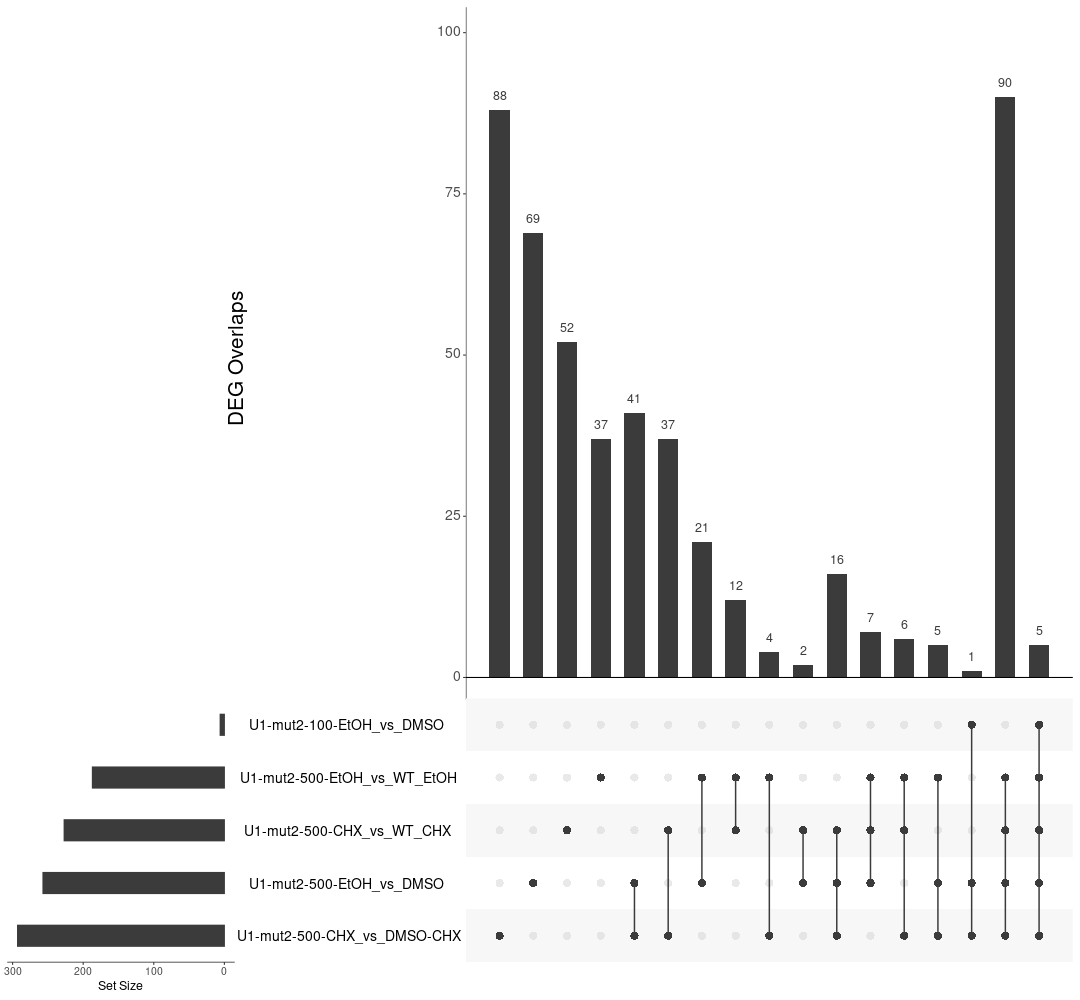 100
90
88
75
69
52
50
DEG Overlaps
41
37
37
25
21
16
12
7
6
5
5
4
2
1
0
U1-mut2-100-EtOH_vs_DMSO
U1-mut2-500-EtOH_vs_WT_EtOH
U1-mut2-500-CHX_vs_WT_CHX
U1-mut2-500-EtOH_vs_DMSO
U1-mut2-500-CHX_vs_DMSO-CHX
300 200 100 0
Set Size